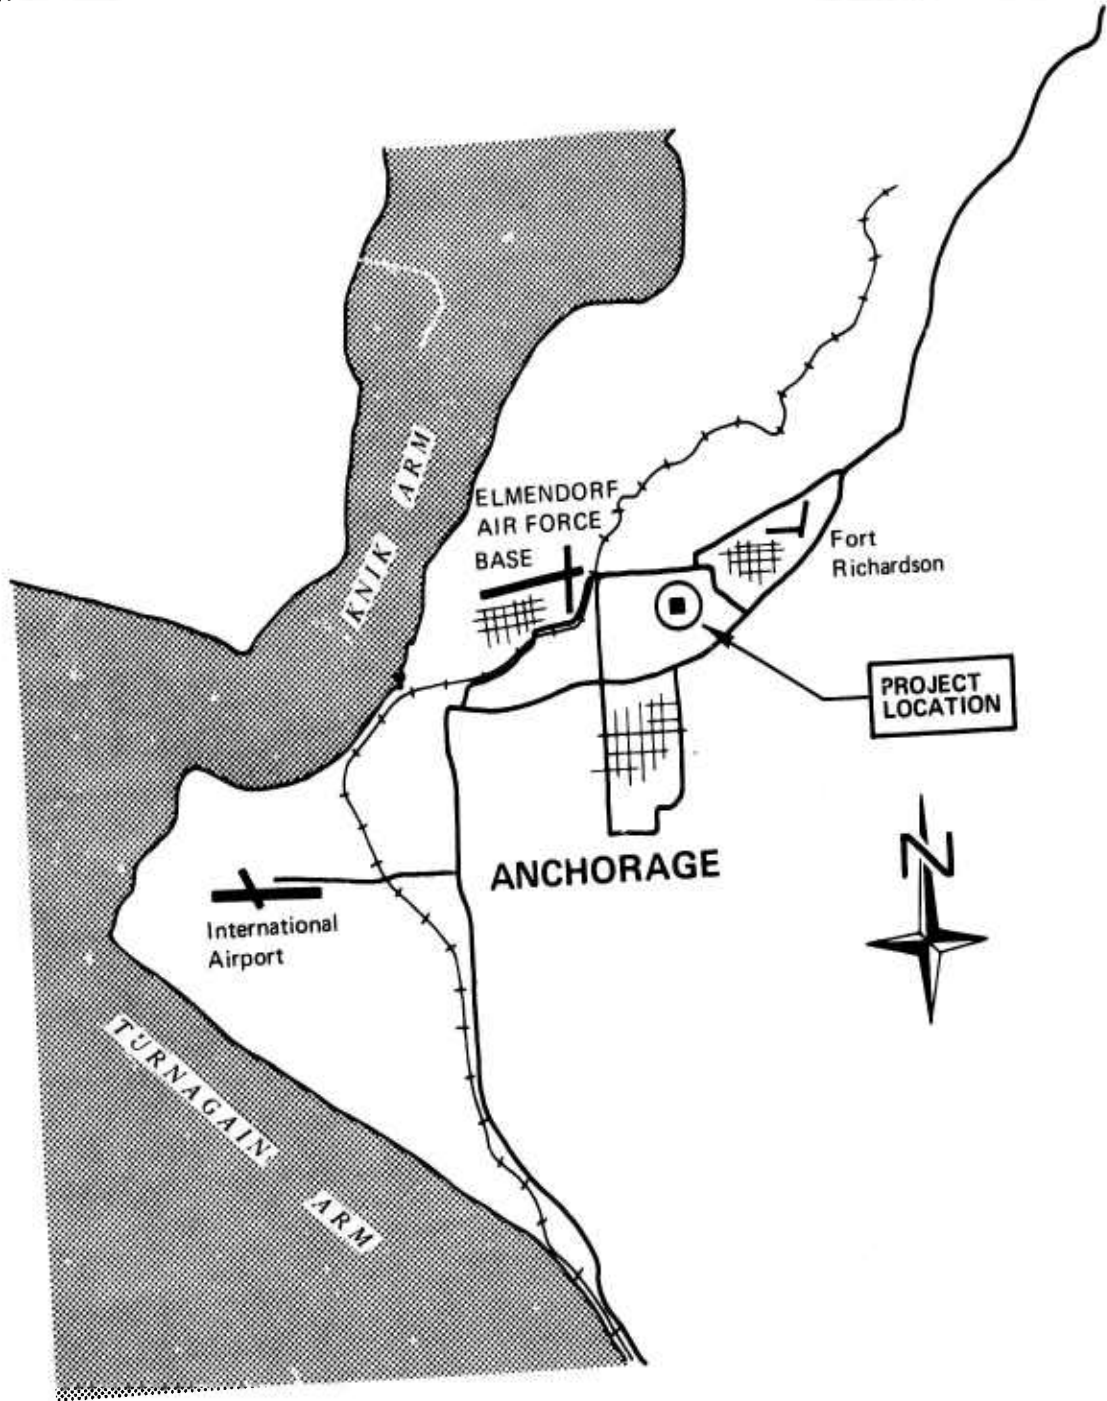 KNIK ARM
ELMENDORF
AIR FORCE
BASE
Fort
Richardson
PROJECT
LOCATION
N
ANCHORAGE
International
Airport
TURNAGAIN ARM